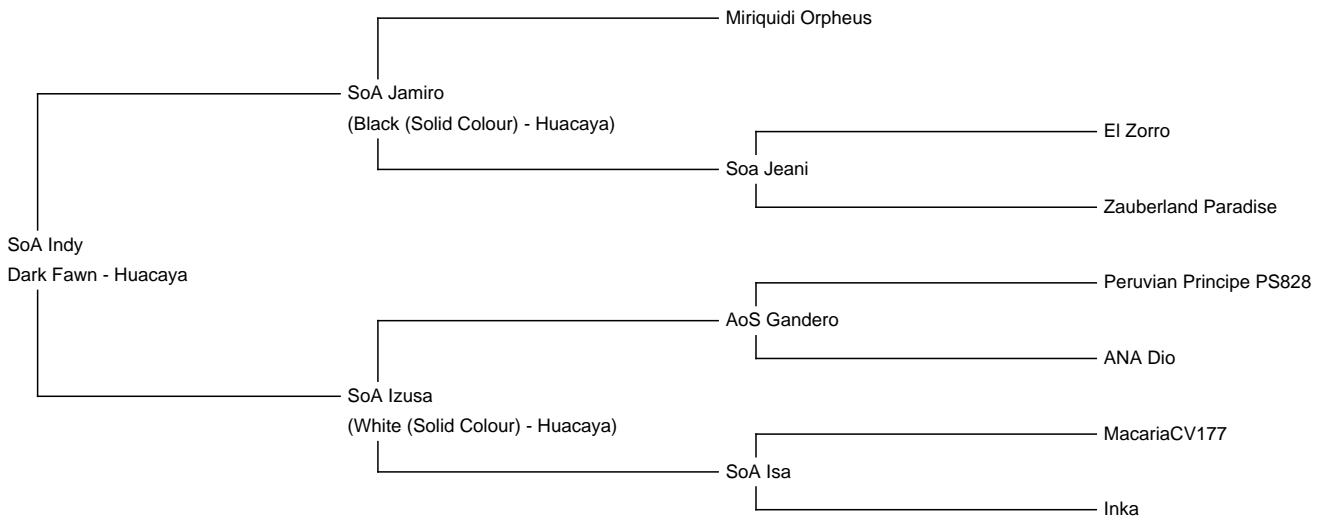 Miriquidi Orpheus
SoA Jamiro
(Black (Solid Colour) - Huacaya)
El Zorro
Soa Jeani
Zauberland Paradise
SoA Indy
Dark Fawn - Huacaya
Peruvian Principe PS828
AoS Gandero
ANA Dio
SoA Izusa
(White (Solid Colour) - Huacaya)
MacariaCV177
SoA Isa
Inka